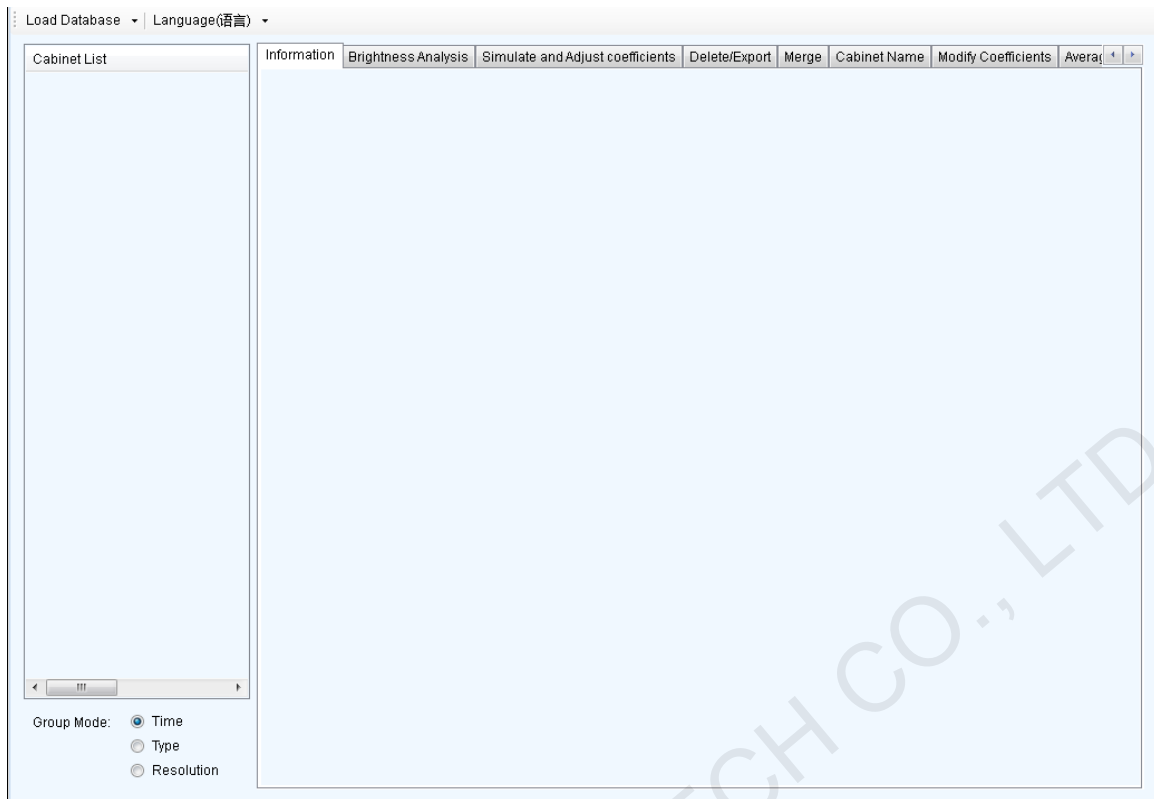 Load Database
Language(语言)
Cabinet List
Information
Brightness Analysis
Simulate and Adjust coefficients
Delete/Export
Merge
Cabinet Name
Modify Coefficients
Group Mode:
Time
Type
Resolution
CO., LTD